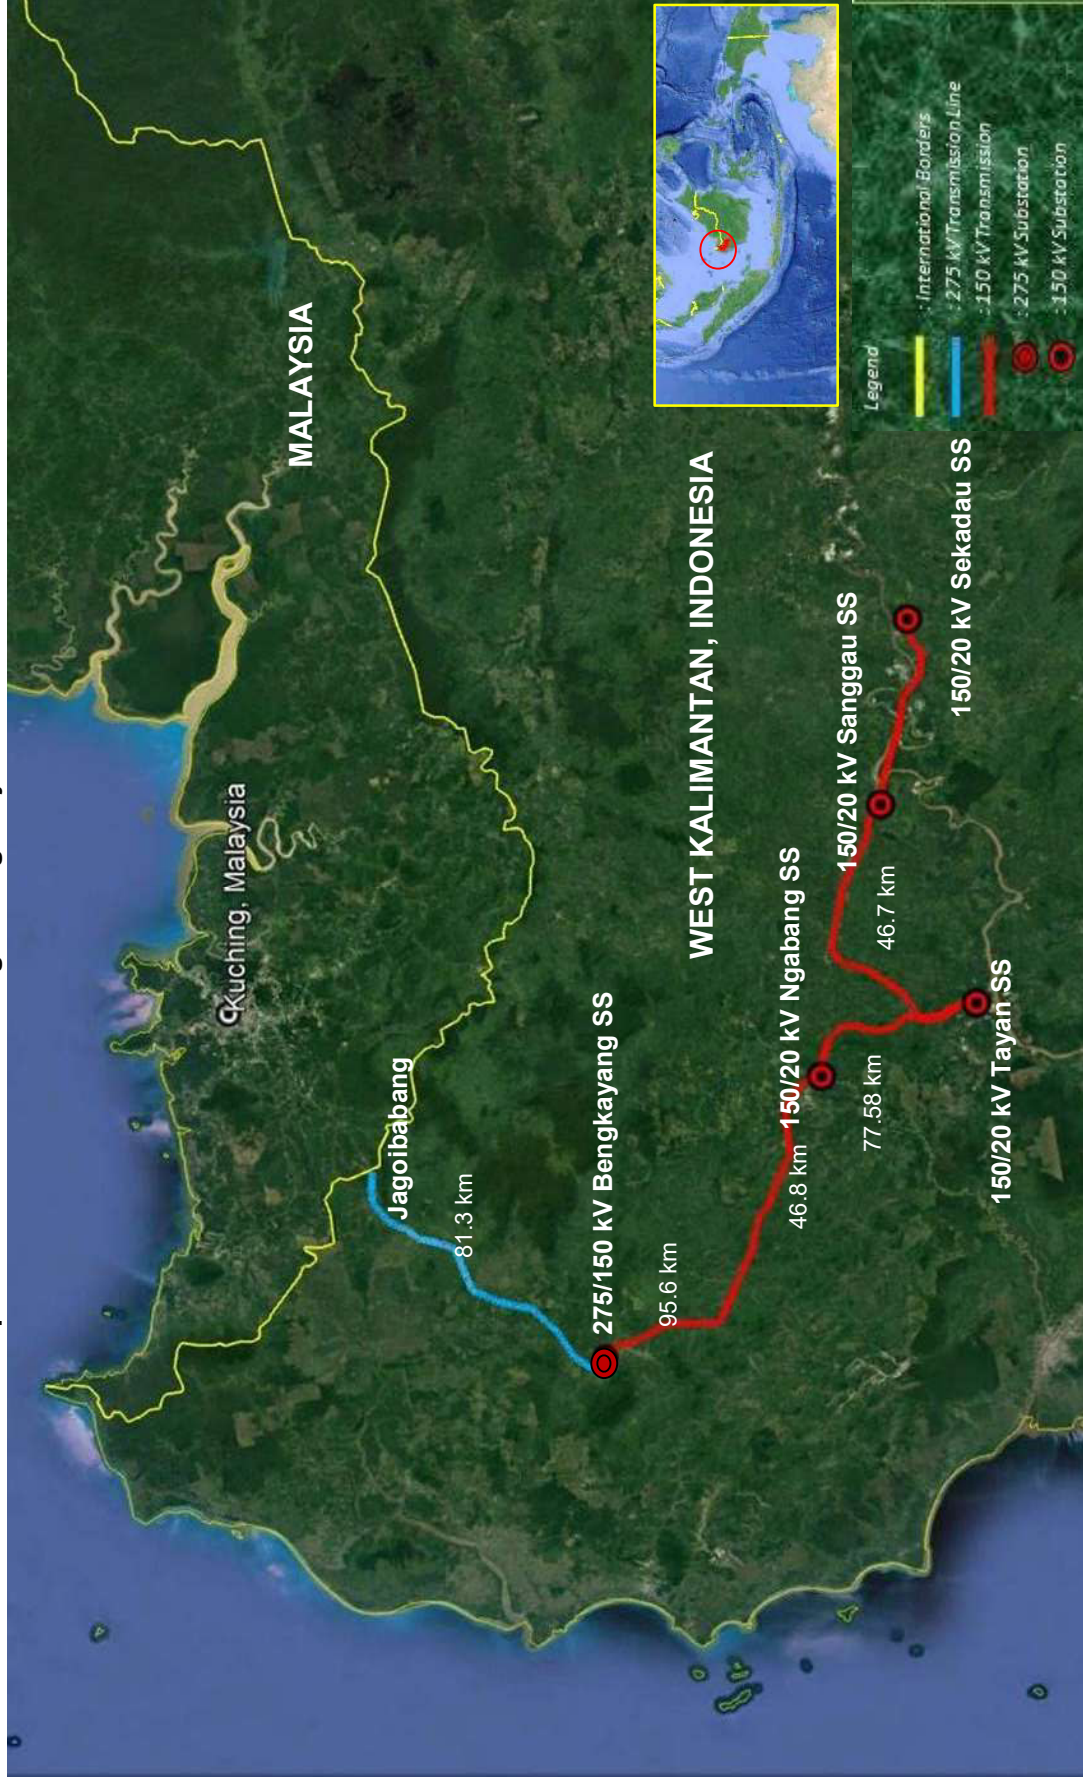 Kuching, Malaysia
MALAYSIA
Jagoibabang
81.3 km
275/150 kV Bengkayang SS
95.6 km
WEST KALIMANTAN, INDONESIA
46.8 km
150/20 kV Ngabang SS
77.58 km
150/20 kV Sanggau SS
46.7 km
150/20 kV Sekadau SS
150/20 kV Tayan SS
Legend
: International Borders
: 275 kV Transmission Line
: 150 kV Transmission
: 275 kV Substation
: 150 kV Substation